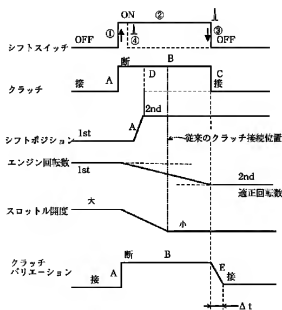 ON ②
シフトスイッチ OFF ① ④ ③ OFF
断 B
クラッチ 接 A D C 接
2nd
シフトポジション 1st A 従来のクラッチ接続位置
エンジン回転数
1st 2nd
適正回転数
スロットル開度 大 小
クラッチ
バリエーション 接 A 断 B E 接
Δt